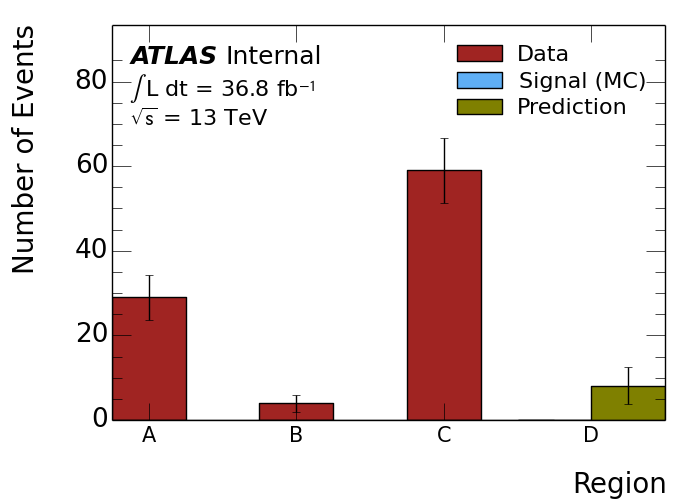 ATLAS Internal
∫L dt = 36.8 fb⁻¹
√s = 13 TeV
Data
Signal (MC)
Prediction
Number of Events
80
60
40
20
0
A B C D
Region